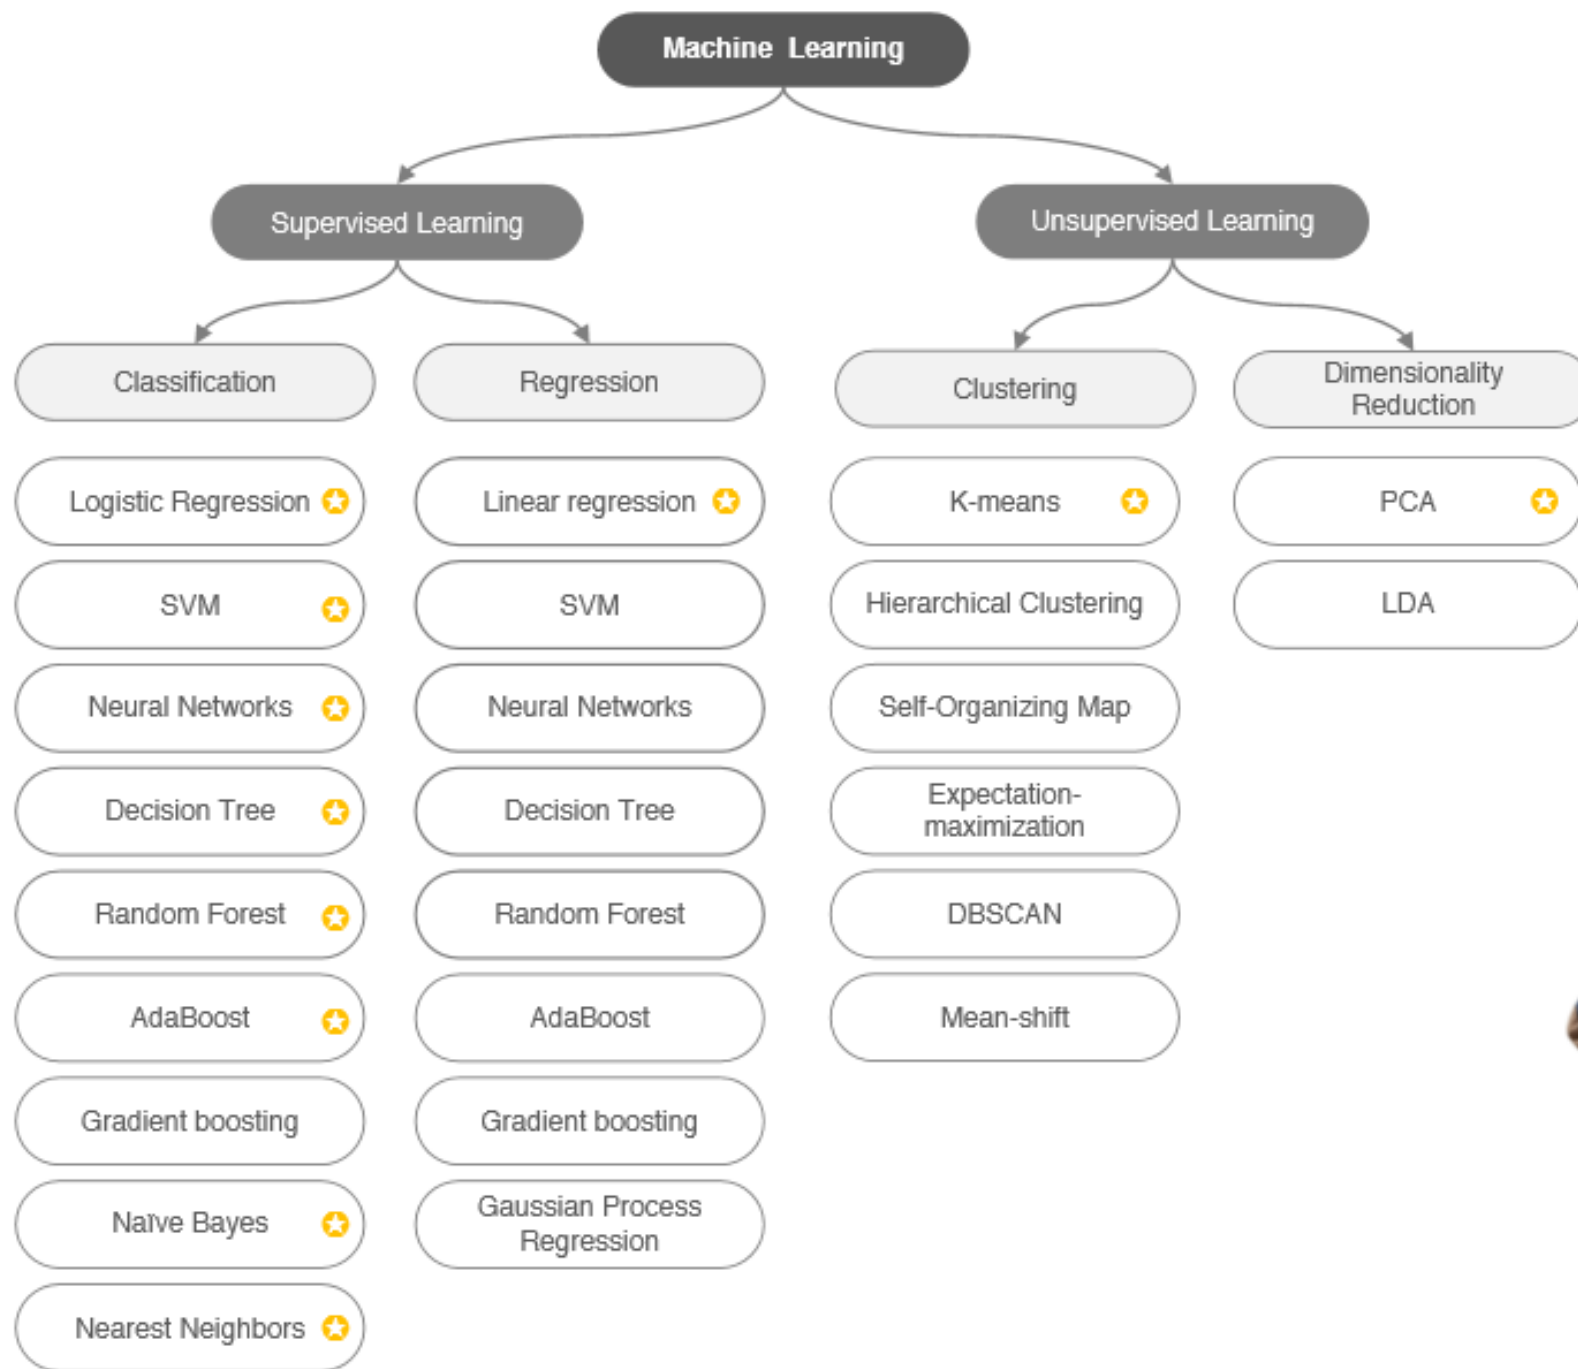 Machine Learning
Supervised Learning
Unsupervised Learning
Classification
Regression
Clustering
Dimensionality
Reduction
Logistic Regression
SVM
Neural Networks
Decision Tree
Random Forest
AdaBoost
Gradient boosting
Naïve Bayes
Nearest Neighbors
Linear regression
SVM
Neural Networks
Decision Tree
Random Forest
AdaBoost
Gradient boosting
Gaussian Process
Regression
K-means
Hierarchical Clustering
Self-Organizing Map
Expectation-
maximization
DBSCAN
Mean-shift
PCA
LDA